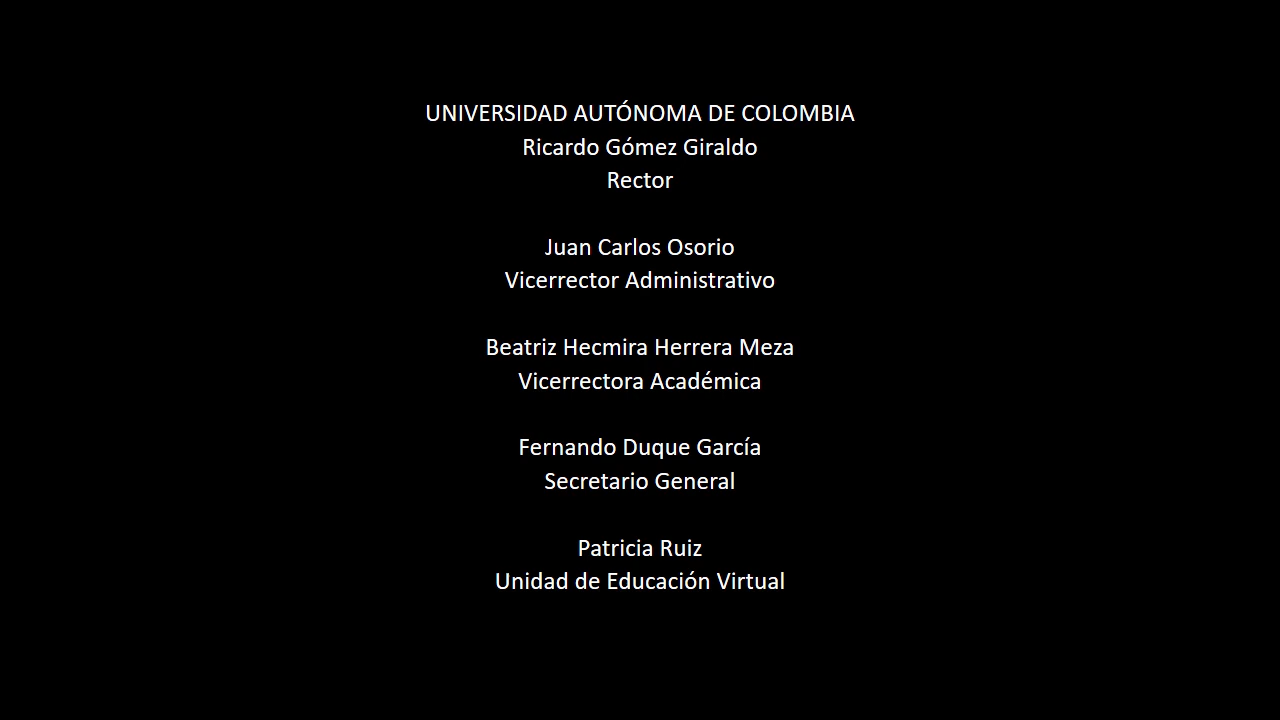 UNIVERSIDAD AUTÓNOMA DE COLOMBIA
Ricardo Gómez Giraldo
Rector
Juan Carlos Osorio
Vicerrector Administrativo
Beatriz Hecmira Herrera Meza
Vicerrectora Académica
Fernando Duque García
Secretario General
Patricia Ruiz
Unidad de Educación Virtual